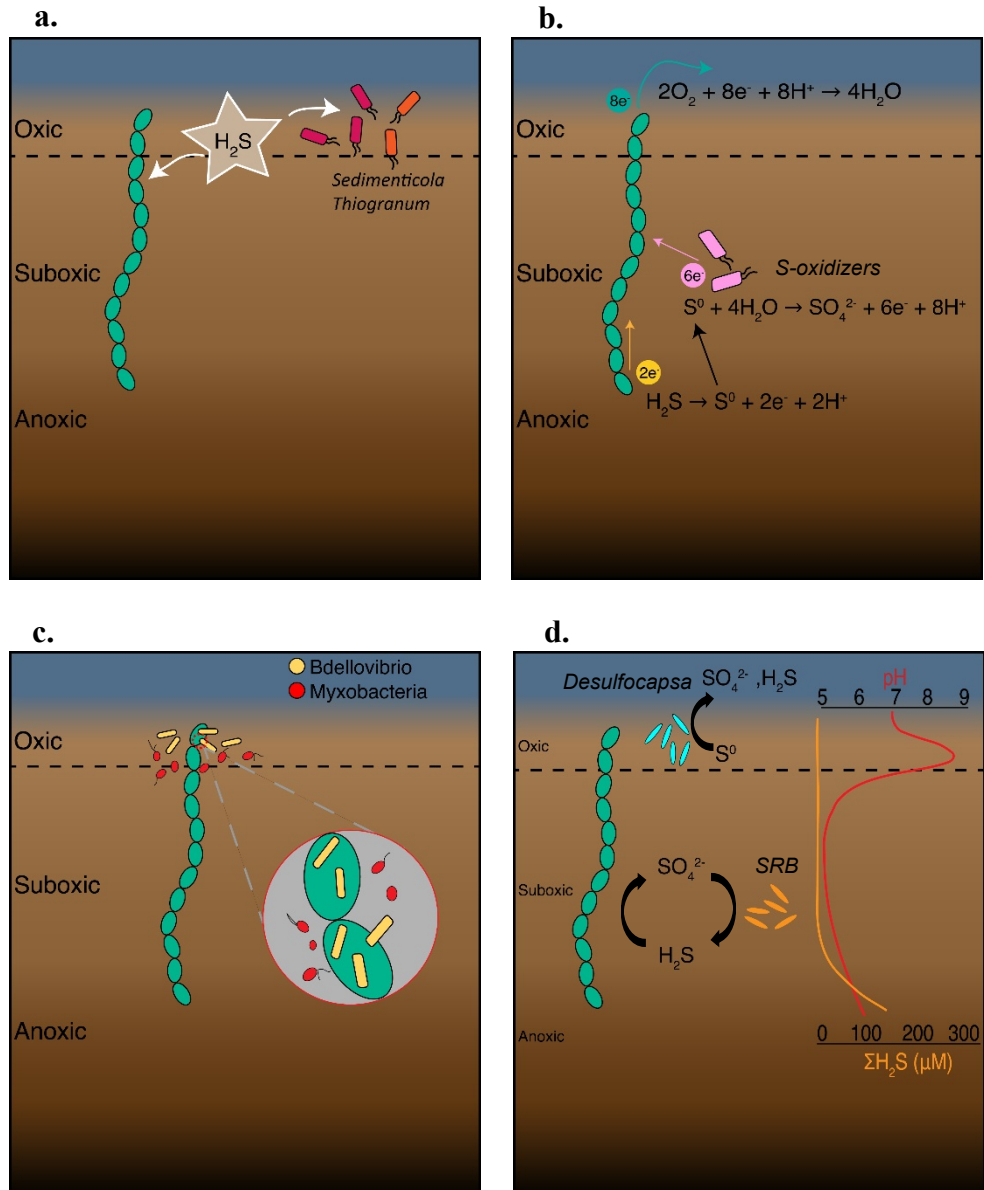 a.
Oxic
H₂S
Sedimenticola
Thiogranum
Suboxic
Anoxic
b.
8e⁻
2O₂ + 8e⁻ + 8H⁺ → 4H₂O
Oxic
Suboxic
6e⁻
S-oxidizers
S⁰ + 4H₂O → SO₄²⁻ + 6e⁻ + 8H⁺
2e⁻
H₂S → S⁰ + 2e⁻ + 2H⁺
Anoxic
c.
Bdellovibrio
Myxobacteria
Oxic
Suboxic
Anoxic
d.
Desulfocapsa
SO₄²⁻ ,H₂S
S⁰
pH
5 6 7 8 9
Oxic
Suboxic
SO₄²⁻
SRB
H₂S
Anoxic
0 100 200 300
ΣH₂S (µM)